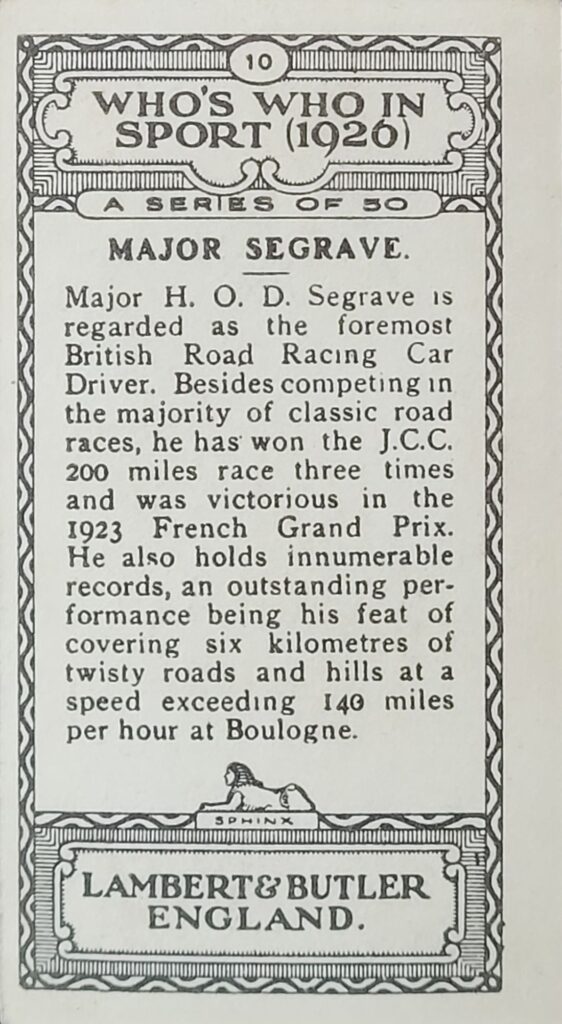 10
WHO'S WHO IN
SPORT (1926)
A SERIES OF 50
MAJOR SEGRAVE.
Major H. O. D. Segrave is
regarded as the foremost
British Road Racing Car
Driver. Besides competing in
the majority of classic road
races, he has won the J.C.C.
200 miles race three times
and was victorious in the
1923 French Grand Prix.
He also holds innumerable
records, an outstanding per-
formance being his feat of
covering six kilometres of
twisty roads and hills at a
speed exceeding 140 miles
per hour at Boulogne.
SPHINX
LAMBERT & BUTLER
ENGLAND.